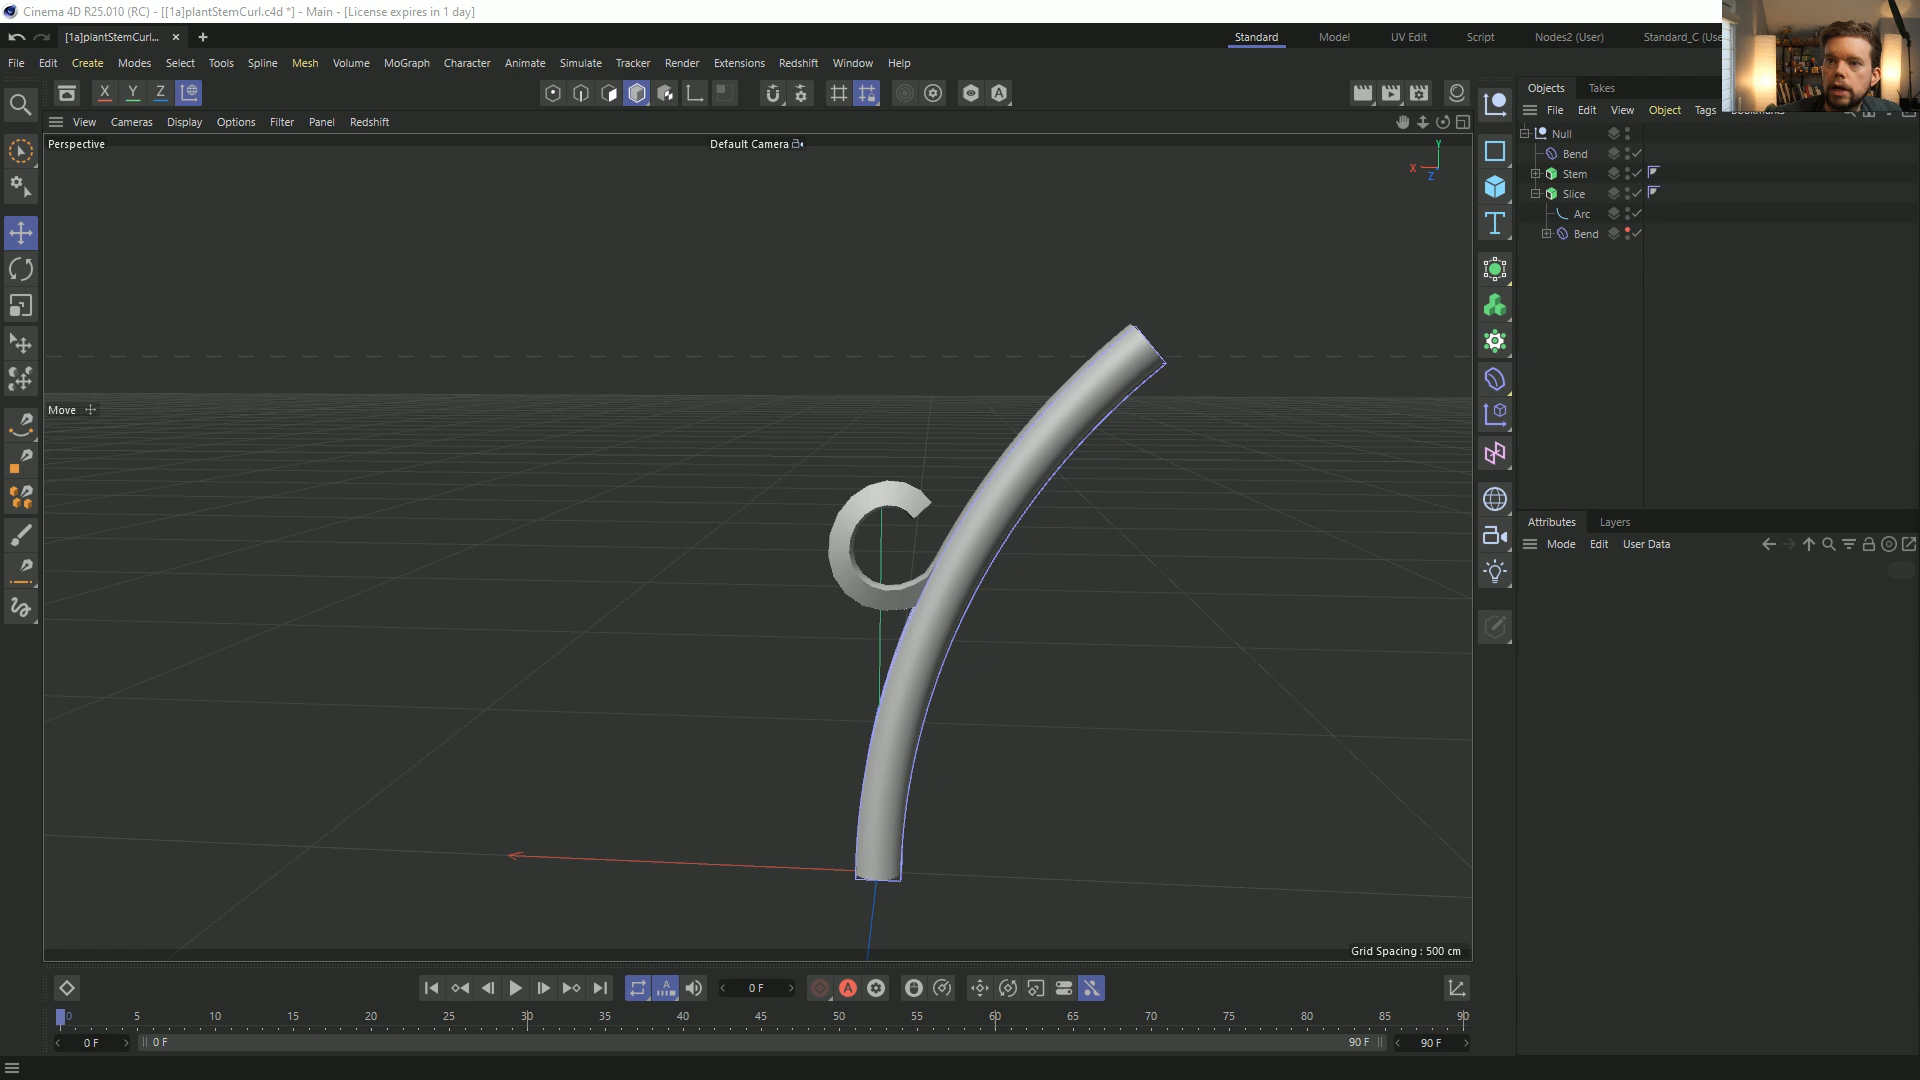 Cinema 4D R25.010 (RC) - [[1a]plantStemCurl.c4d *] - Main - [License expires in 1 day]
[1a]plantStemCurl...
Standard Model UV Edit Script Nodes2 (User) Standard_C (Use
File Edit Create Modes Select Tools Spline Mesh Volume MoGraph Character Animate Simulate Tracker Render Extensions Redshift Window Help
X Y Z
Objects Takes
File Edit View Object Tags
View Cameras Display Options Filter Panel Redshift
Perspective
Default Camera
Y
X
Z
Null
Bend
Stem
Slice
Arc
Bend
Move
Attributes Layers
Mode Edit User Data
Grid Spacing : 500 cm
0 F
0 5 10 15 20 25 30 35 40 45 50 55 60 65 70 75 80 85 90
0 F 0 F 90 F 90 F